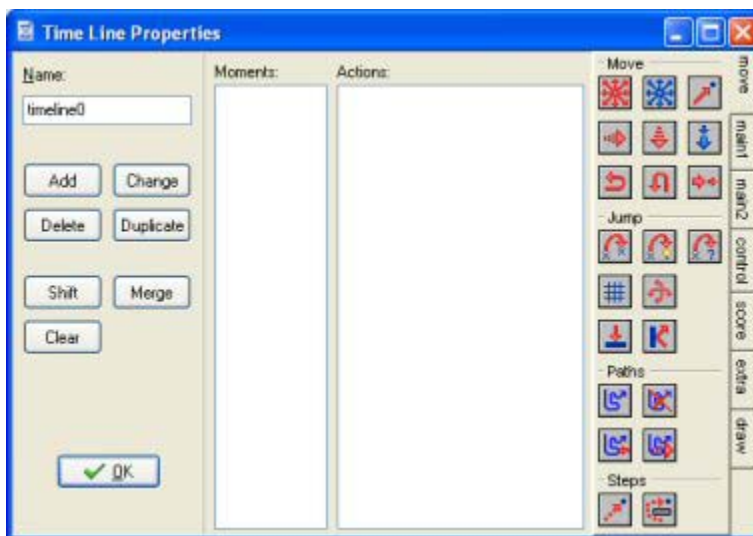 Time Line Properties
Name:
timeline0
Add
Change
Delete
Duplicate
Shift
Merge
Clear
OK
Moments:
Actions:
Move
Jump
Paths
Steps
move
main1
main2
control
score
extra
draw